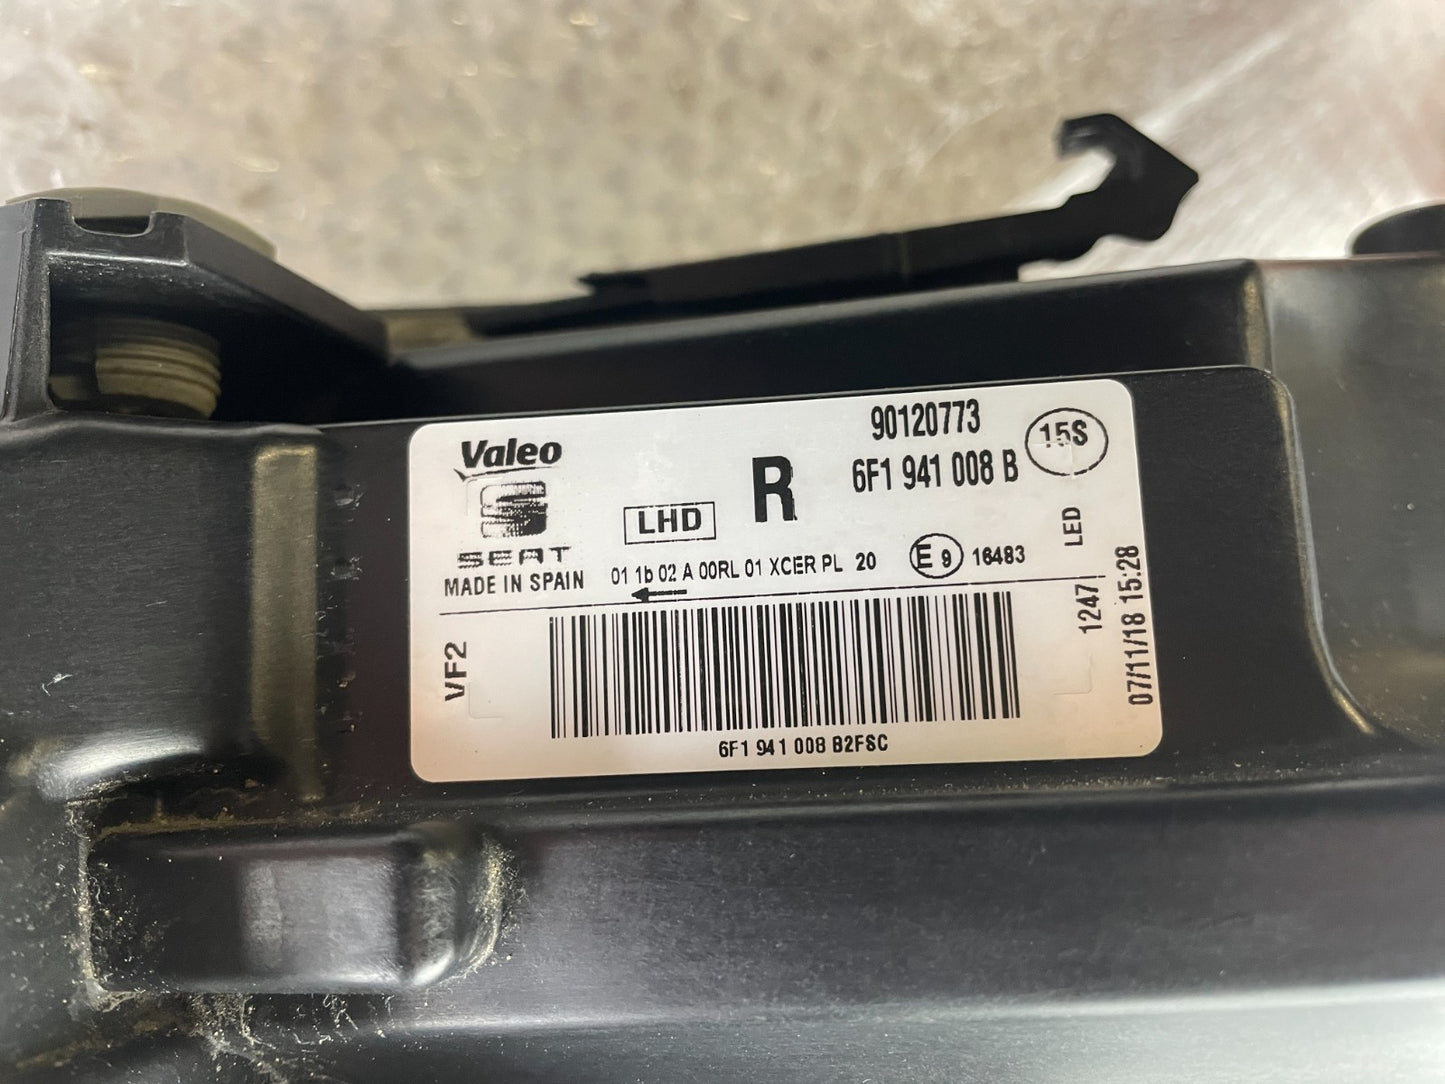 Valeo
SEAT
MADE IN SPAIN
LHD
R
90120773
6F1 941 008 B
15S
01 1b 02 A 00RL 01 XCER PL 20
E 9 16483
LED
1247
07/11/18 15:28
VF2
6F1 941 008 B2FSC